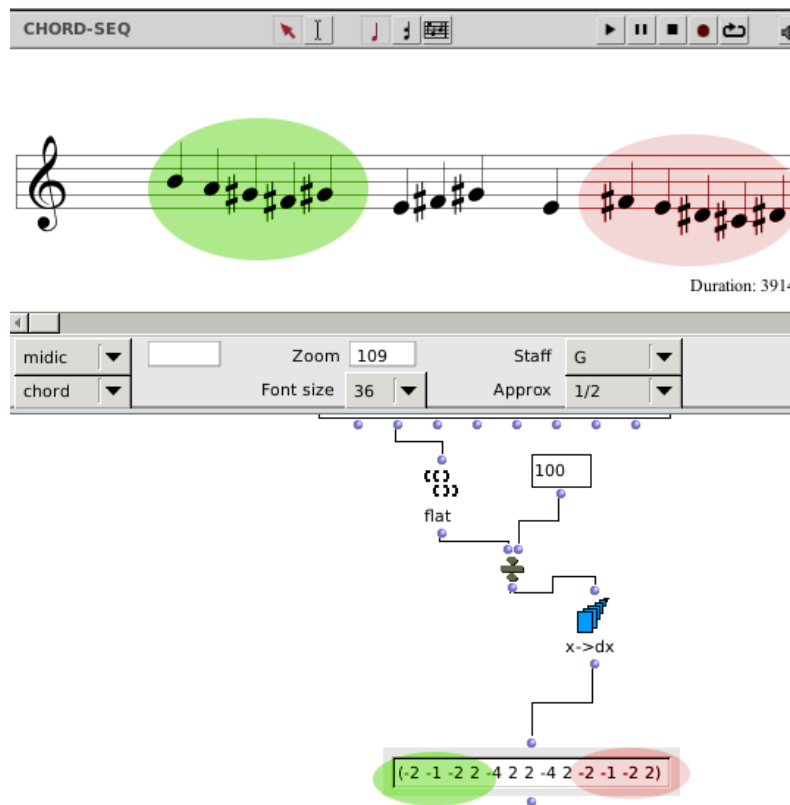 CHORD-SEQ
Duration: 3914
midic Zoom 109 Staff G
chord Font size 36 Approx 1/2
100
flat
x->dx
(-2 -1 -2 2 -4 2 2 -4 2 -2 -1 -2 2)